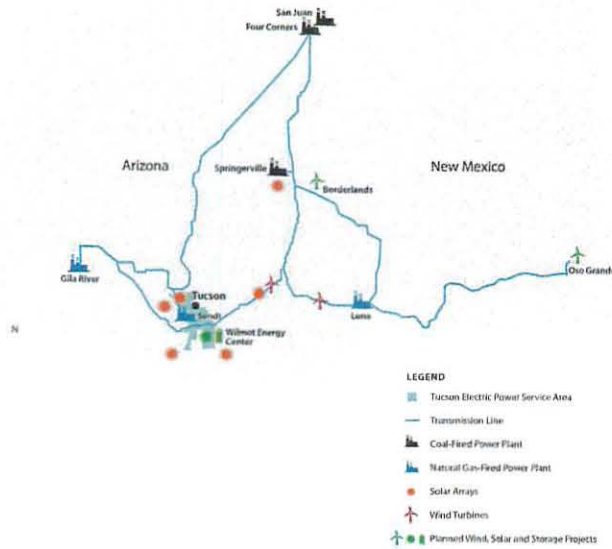 San Juan
Four Corners
Arizona
Springerville
New Mexico
Borderlands
Gila River
Oso Grande
Tucson
Sundt
Luna
Wilmot Energy
Center
N
LEGEND
Tucson Electric Power Service Area
Transmission Line
Coal-Fired Power Plant
Natural Gas-Fired Power Plant
Solar Arrays
Wind Turbines
Planned Wind, Solar and Storage Projects